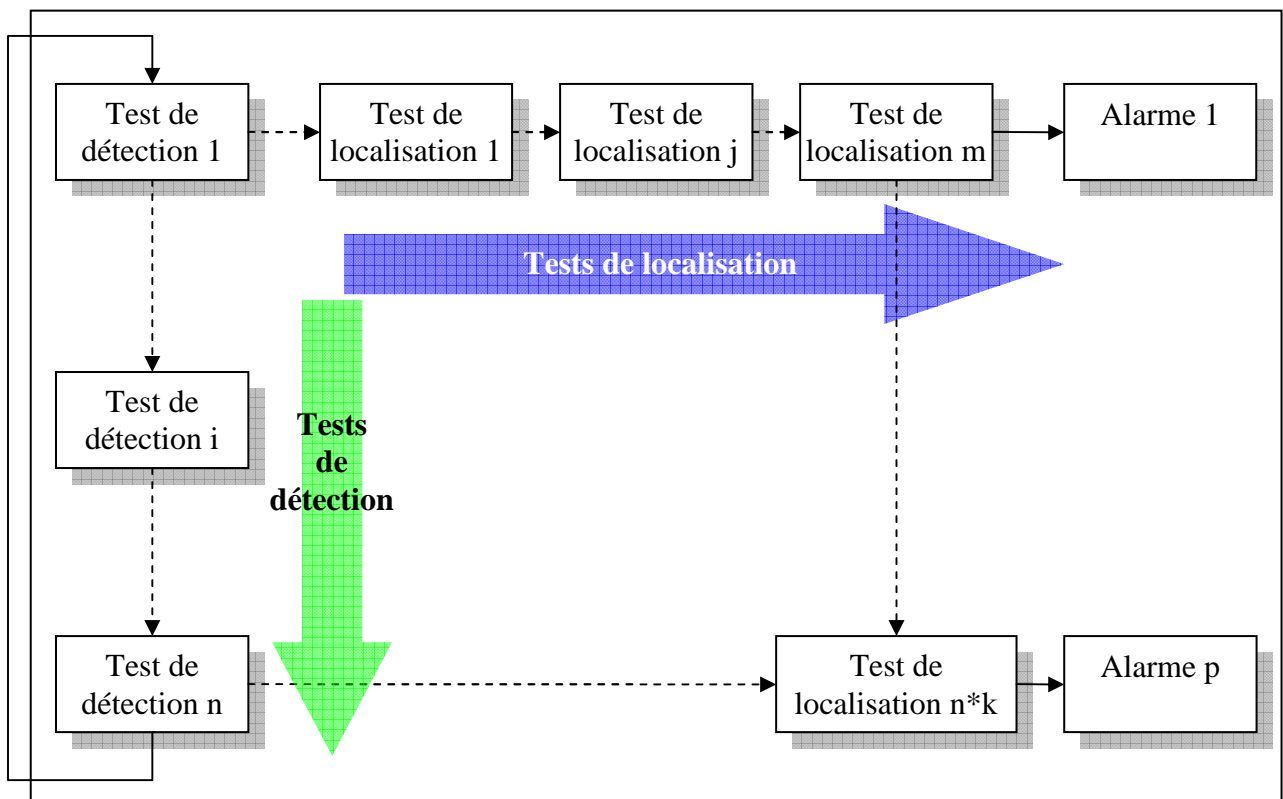 Test de
détection 1
Test de
localisation 1
Test de
localisation j
Test de
localisation m
Alarme 1
Tests de localisation
Test de
détection i
Tests
de
détection
Test de
détection n
Test de
localisation n*k
Alarme p